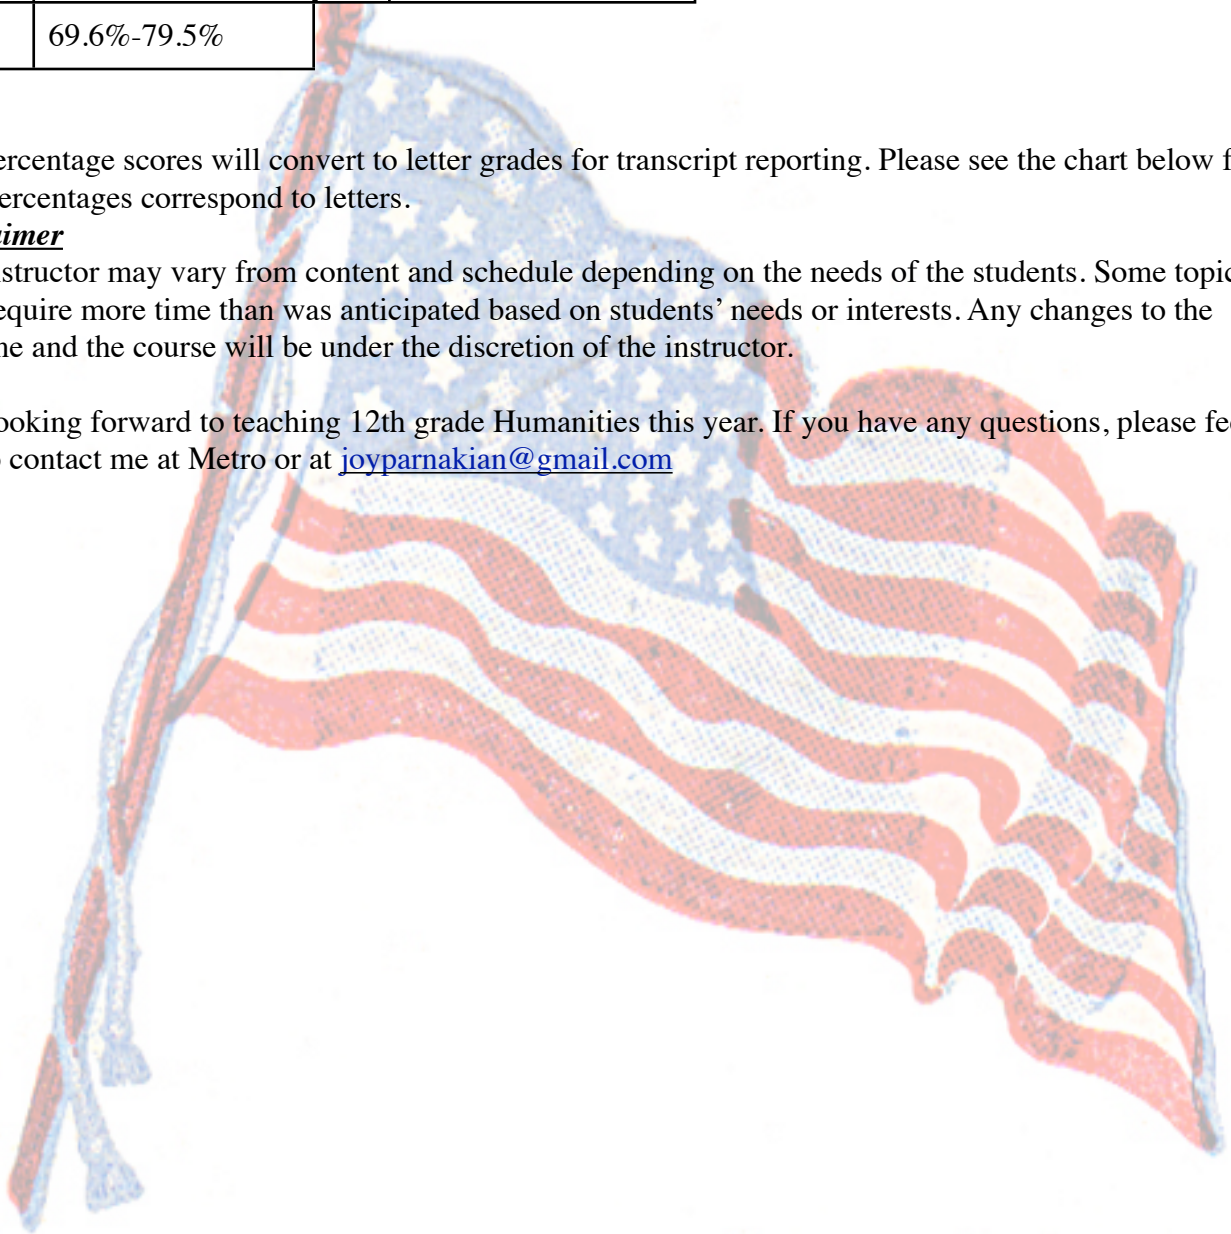 69.6%-79.5%
ercentage scores will convert to letter grades for transcript reporting. Please see the chart below f
ercentages correspond to letters.
imer
structor may vary from content and schedule depending on the needs of the students. Some topic
equire more time than was anticipated based on students’ needs or interests. Any changes to the
ne and the course will be under the discretion of the instructor.
ooking forward to teaching 12th grade Humanities this year. If you have any questions, please fee
contact me at Metro or at joyparnakian@gmail.com